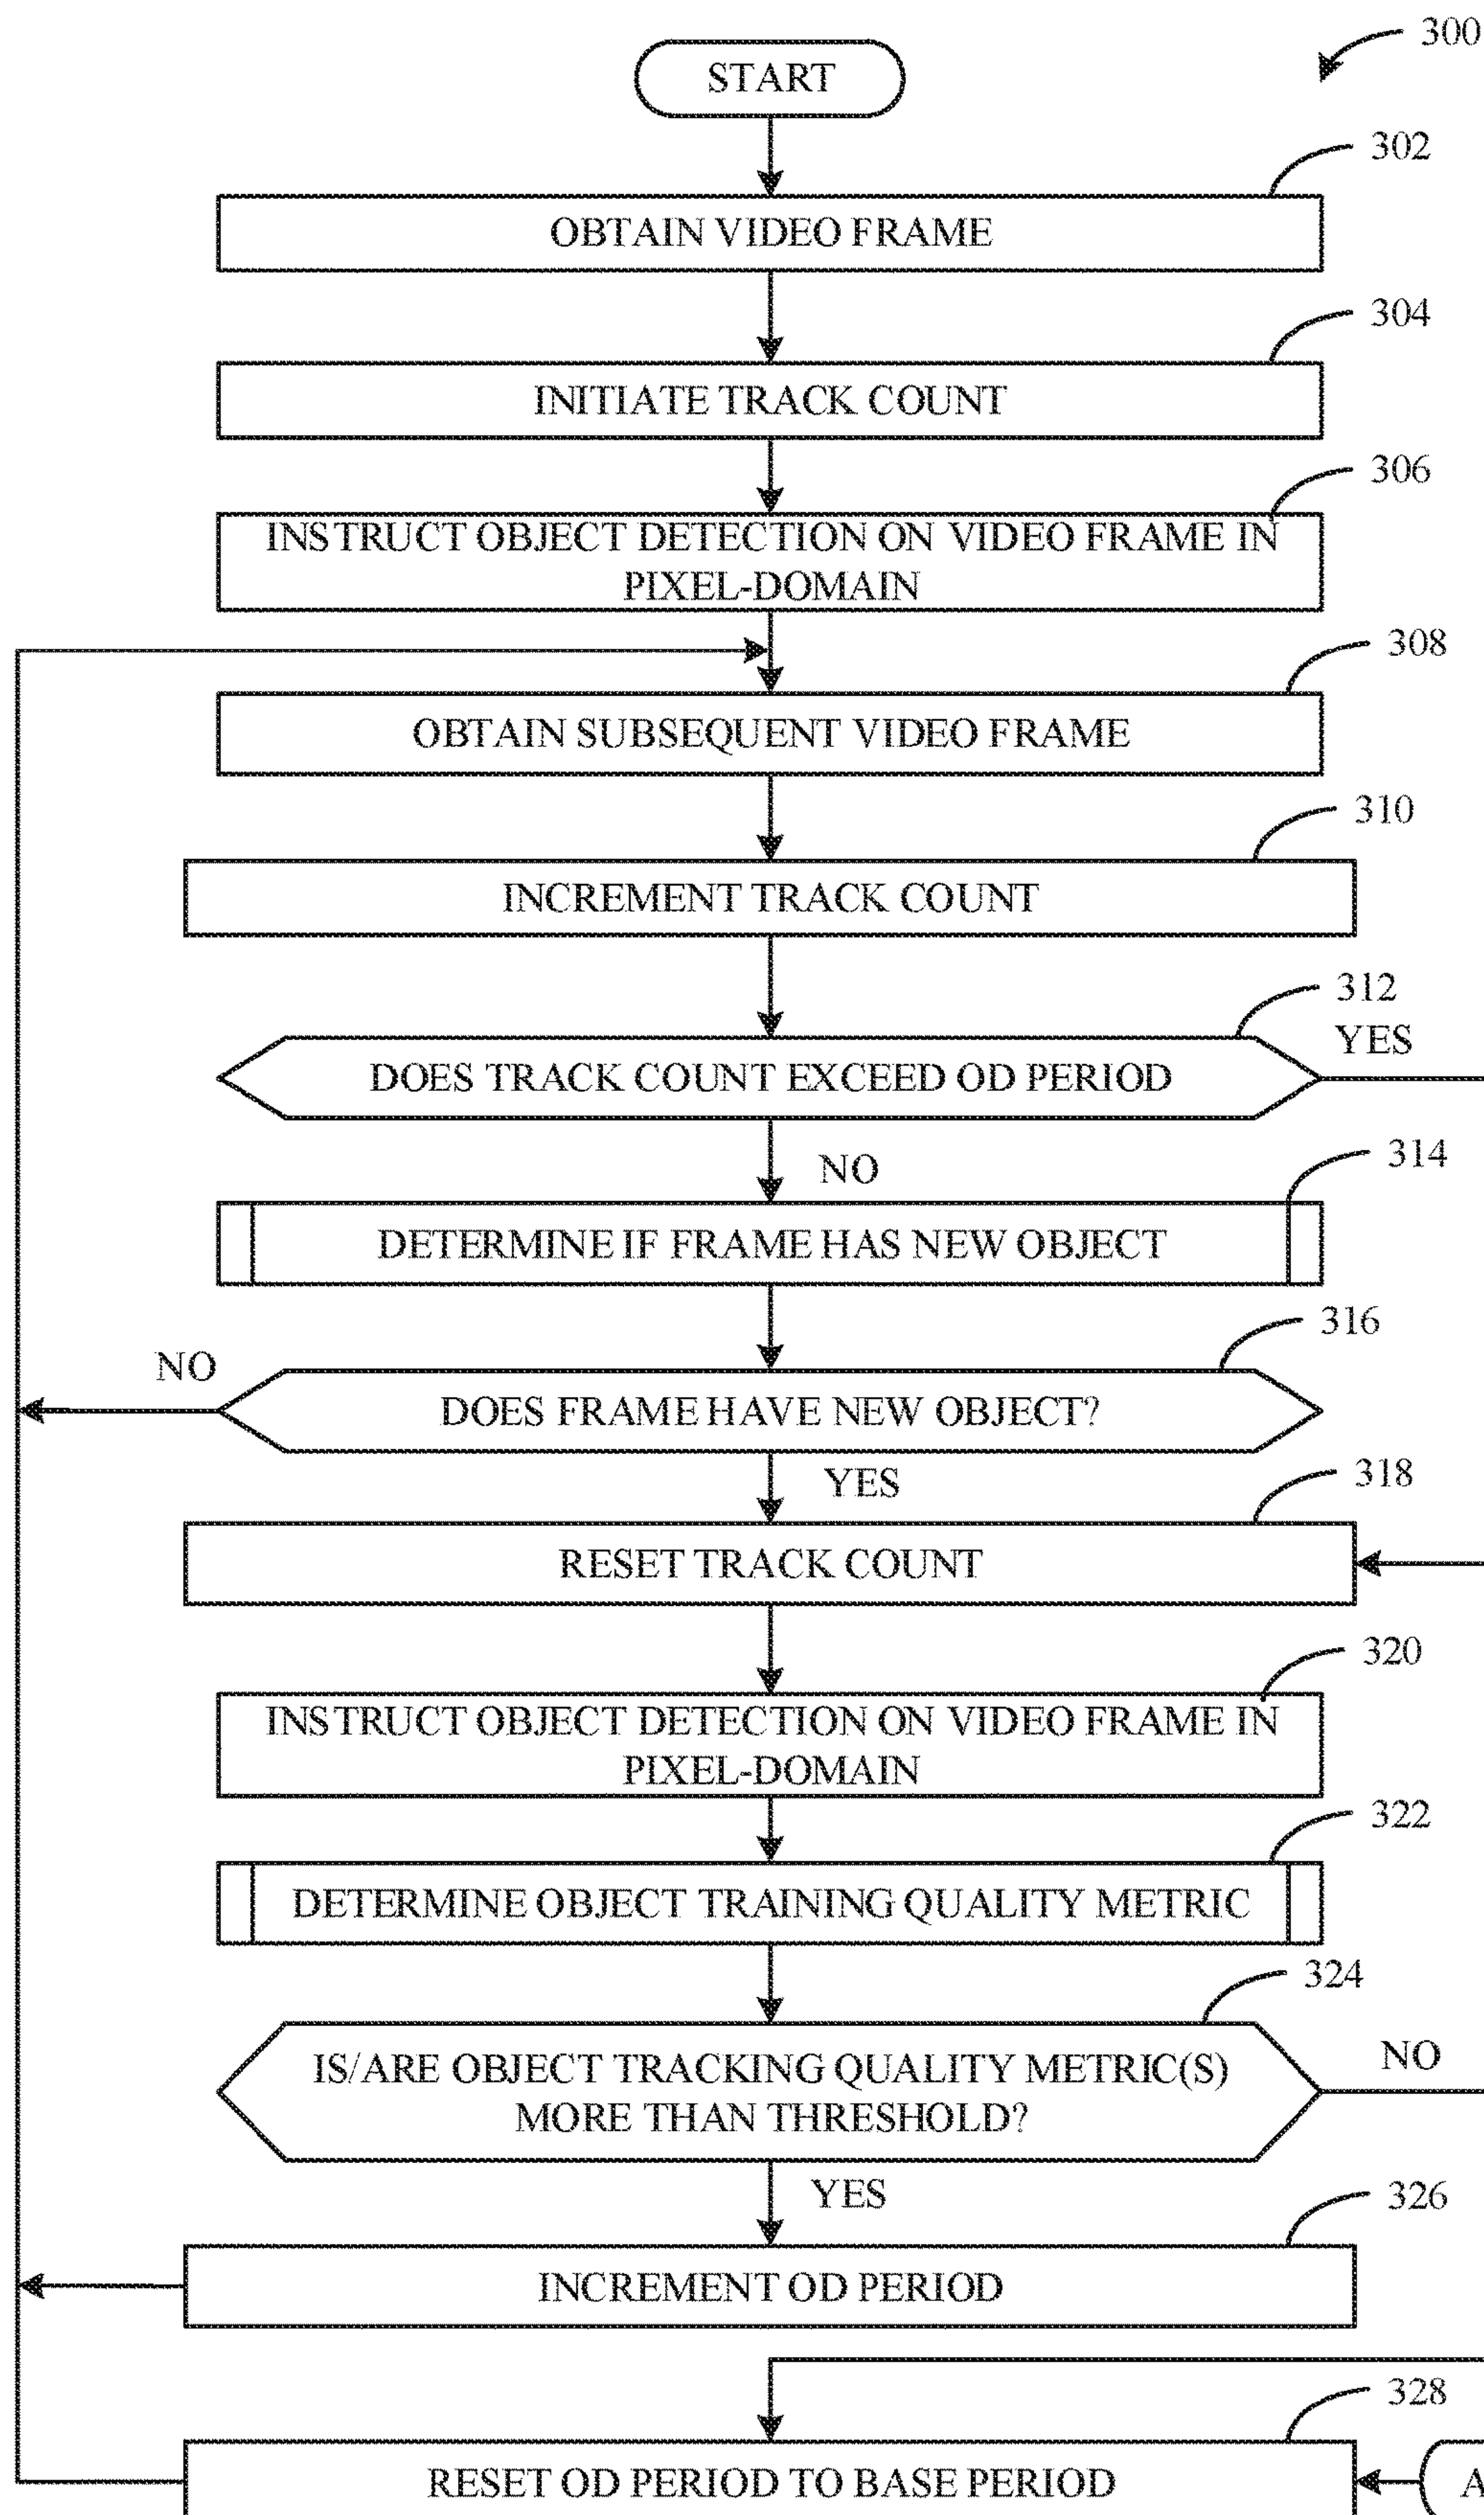 300
START
302
OBTAIN VIDEO FRAME
304
INITIATE TRACK COUNT
306
INSTRUCT OBJECT DETECTION ON VIDEO FRAME IN
PIXEL-DOMAIN
308
OBTAIN SUBSEQUENT VIDEO FRAME
310
INCREMENT TRACK COUNT
312
YES
DOES TRACK COUNT EXCEED OD PERIOD
NO
314
DETERMINE IF FRAME HAS NEW OBJECT
316
NO
DOES FRAME HAVE NEW OBJECT?
YES
318
RESET TRACK COUNT
320
INSTRUCT OBJECT DETECTION ON VIDEO FRAME IN
PIXEL-DOMAIN
322
DETERMINE OBJECT TRAINING QUALITY METRIC
324
NO
IS/ARE OBJECT TRACKING QUALITY METRIC(S)
MORE THAN THRESHOLD?
YES
326
INCREMENT OD PERIOD
328
RESET OD PERIOD TO BASE PERIOD
A